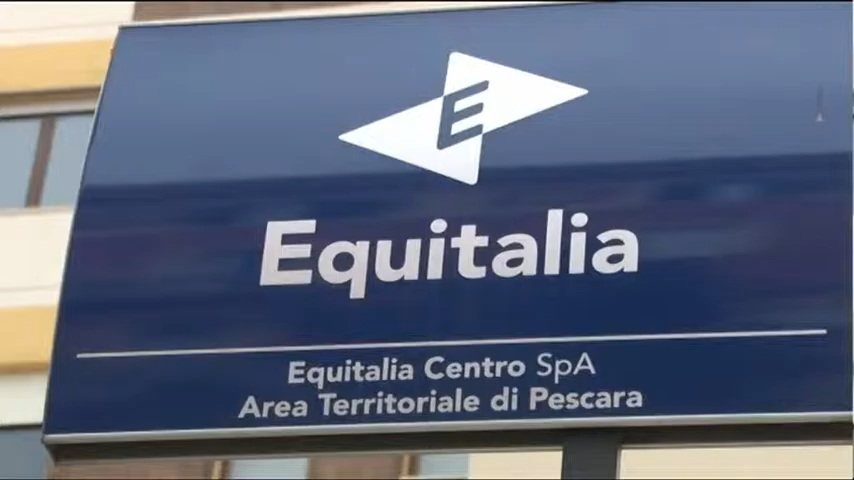 E
Equitalia
Equitalia Centro SpA
Area Territoriale di Pescara